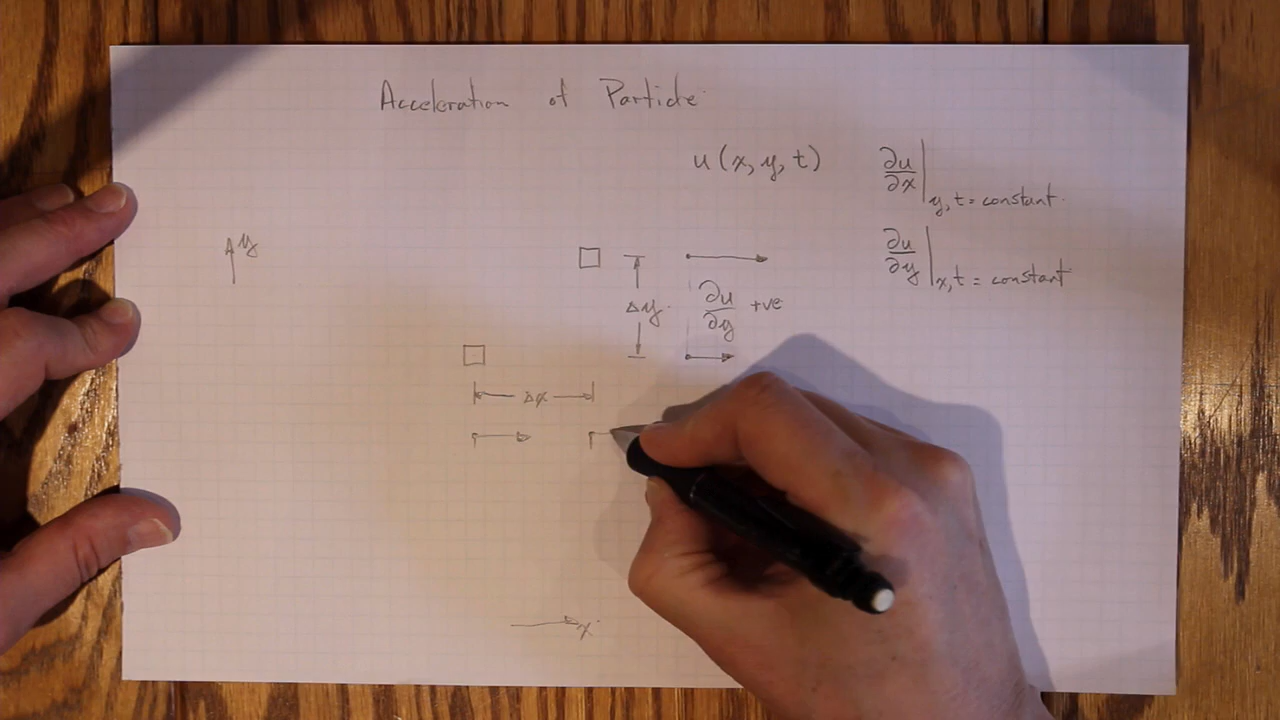 Acceleration of Particle
u(x, y, t)
∂u/∂x | y, t = constant
y
∂u/∂y | x, t = constant
Δy
∂u/∂y +ve
Δx
x